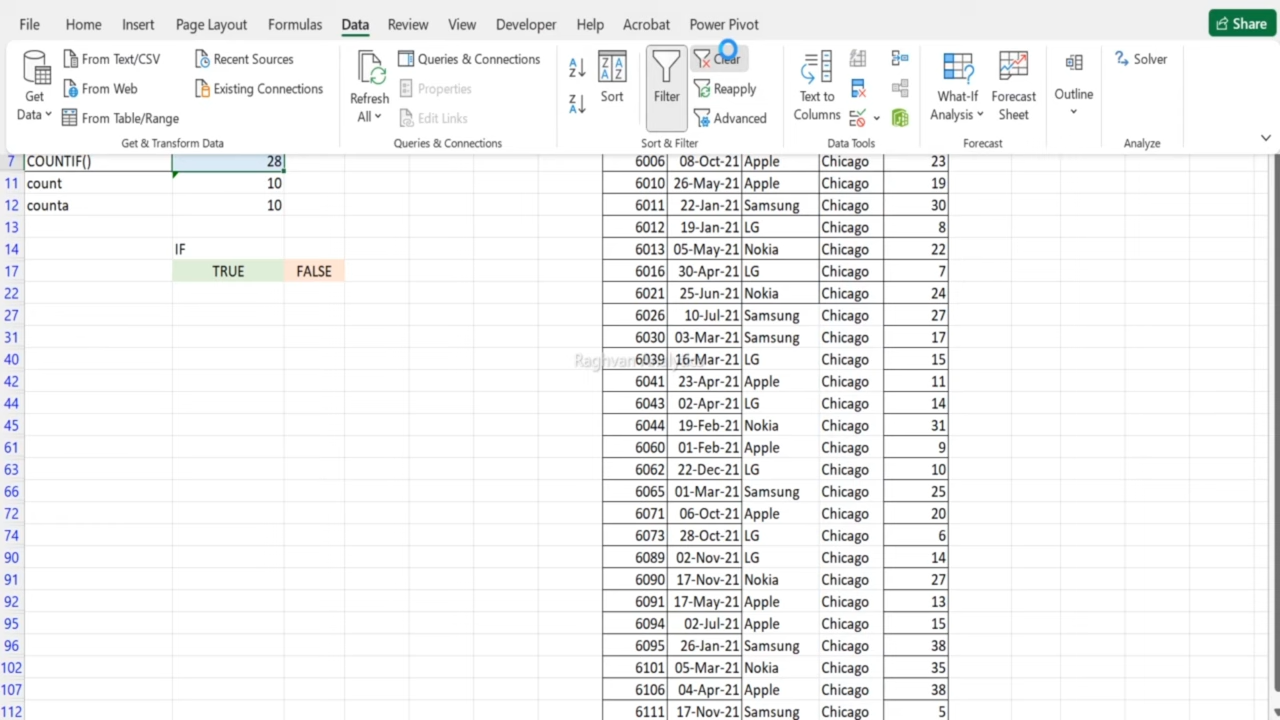 File Home Insert Page Layout Formulas Data Review View Developer Help Acrobat Power Pivot Share
Get Data
From Text/CSV
From Web
From Table/Range
Recent Sources
Existing Connections
Get & Transform Data
Refresh All
Queries & Connections
Properties
Edit Links
Queries & Connections
Sort
Filter
Clear
Reapply
Advanced
Sort & Filter
Text to Columns
Data Tools
What-If Analysis
Forecast Sheet
Forecast
Outline
Solver
Analyze
7 COUNTIF() 28 6006 08-Oct-21 Apple Chicago 23
11 count 10 6010 26-May-21 Apple Chicago 19
12 counta 10 6011 22-Jan-21 Samsung Chicago 30
13 6012 19-Jan-21 LG Chicago 8
14 IF 6013 05-May-21 Nokia Chicago 22
17 TRUE FALSE 6016 30-Apr-21 LG Chicago 7
22 6021 25-Jun-21 Nokia Chicago 24
27 6026 10-Jul-21 Samsung Chicago 27
31 6030 03-Mar-21 Samsung Chicago 17
40 6039 16-Mar-21 LG Chicago 15
42 6041 23-Apr-21 Apple Chicago 11
44 6043 02-Apr-21 LG Chicago 14
45 6044 19-Feb-21 Nokia Chicago 31
61 6060 01-Feb-21 Apple Chicago 9
63 6062 22-Dec-21 LG Chicago 10
66 6065 01-Mar-21 Samsung Chicago 25
72 6071 06-Oct-21 Apple Chicago 20
74 6073 28-Oct-21 LG Chicago 6
90 6089 02-Nov-21 LG Chicago 14
91 6090 17-Nov-21 Nokia Chicago 27
92 6091 17-May-21 Apple Chicago 13
95 6094 02-Jul-21 Apple Chicago 15
96 6095 26-Jan-21 Samsung Chicago 38
102 6101 05-Mar-21 Nokia Chicago 35
107 6106 04-Apr-21 Apple Chicago 38
112 6111 17-Nov-21 Samsung Chicago 5